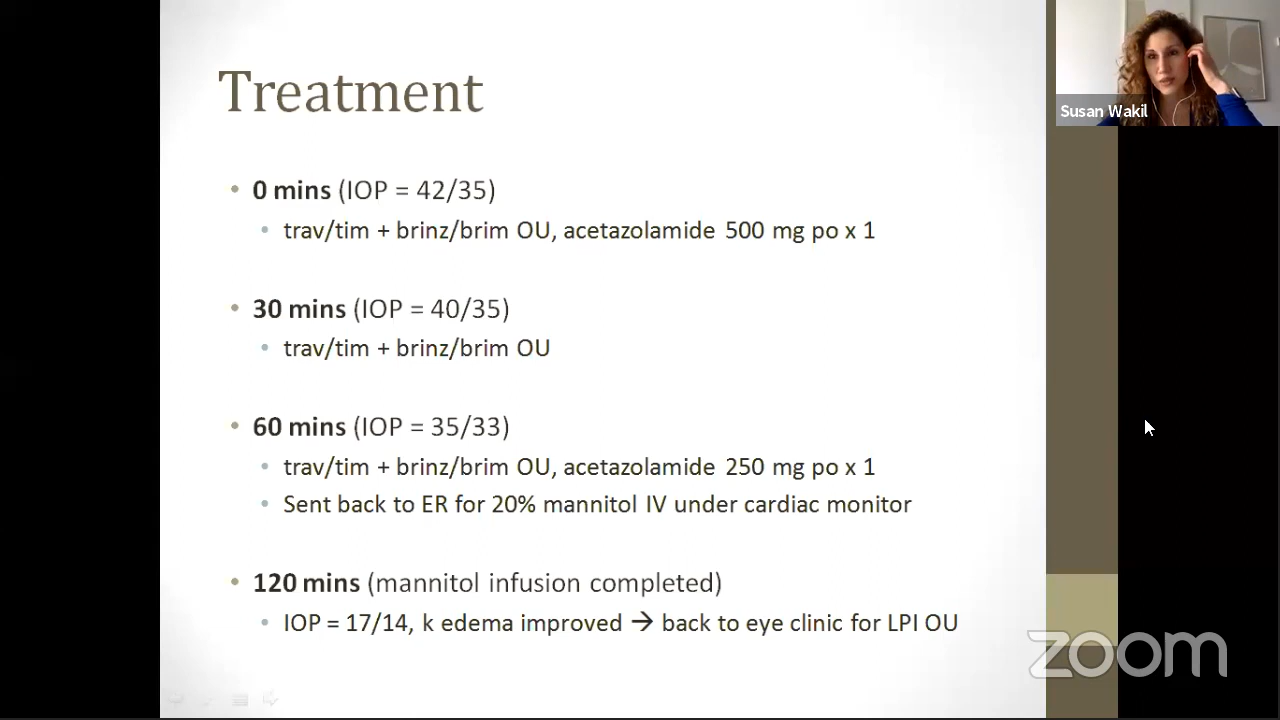 Treatment
Susan Wakil
• 0 mins (IOP = 42/35)
• trav/tim + brinz/brim OU, acetazolamide 500 mg po x 1
• 30 mins (IOP = 40/35)
• trav/tim + brinz/brim OU
• 60 mins (IOP = 35/33)
• trav/tim + brinz/brim OU, acetazolamide 250 mg po x 1
• Sent back to ER for 20% mannitol IV under cardiac monitor
• 120 mins (mannitol infusion completed)
• IOP = 17/14, k edema improved → back to eye clinic for LPI OU
zoom